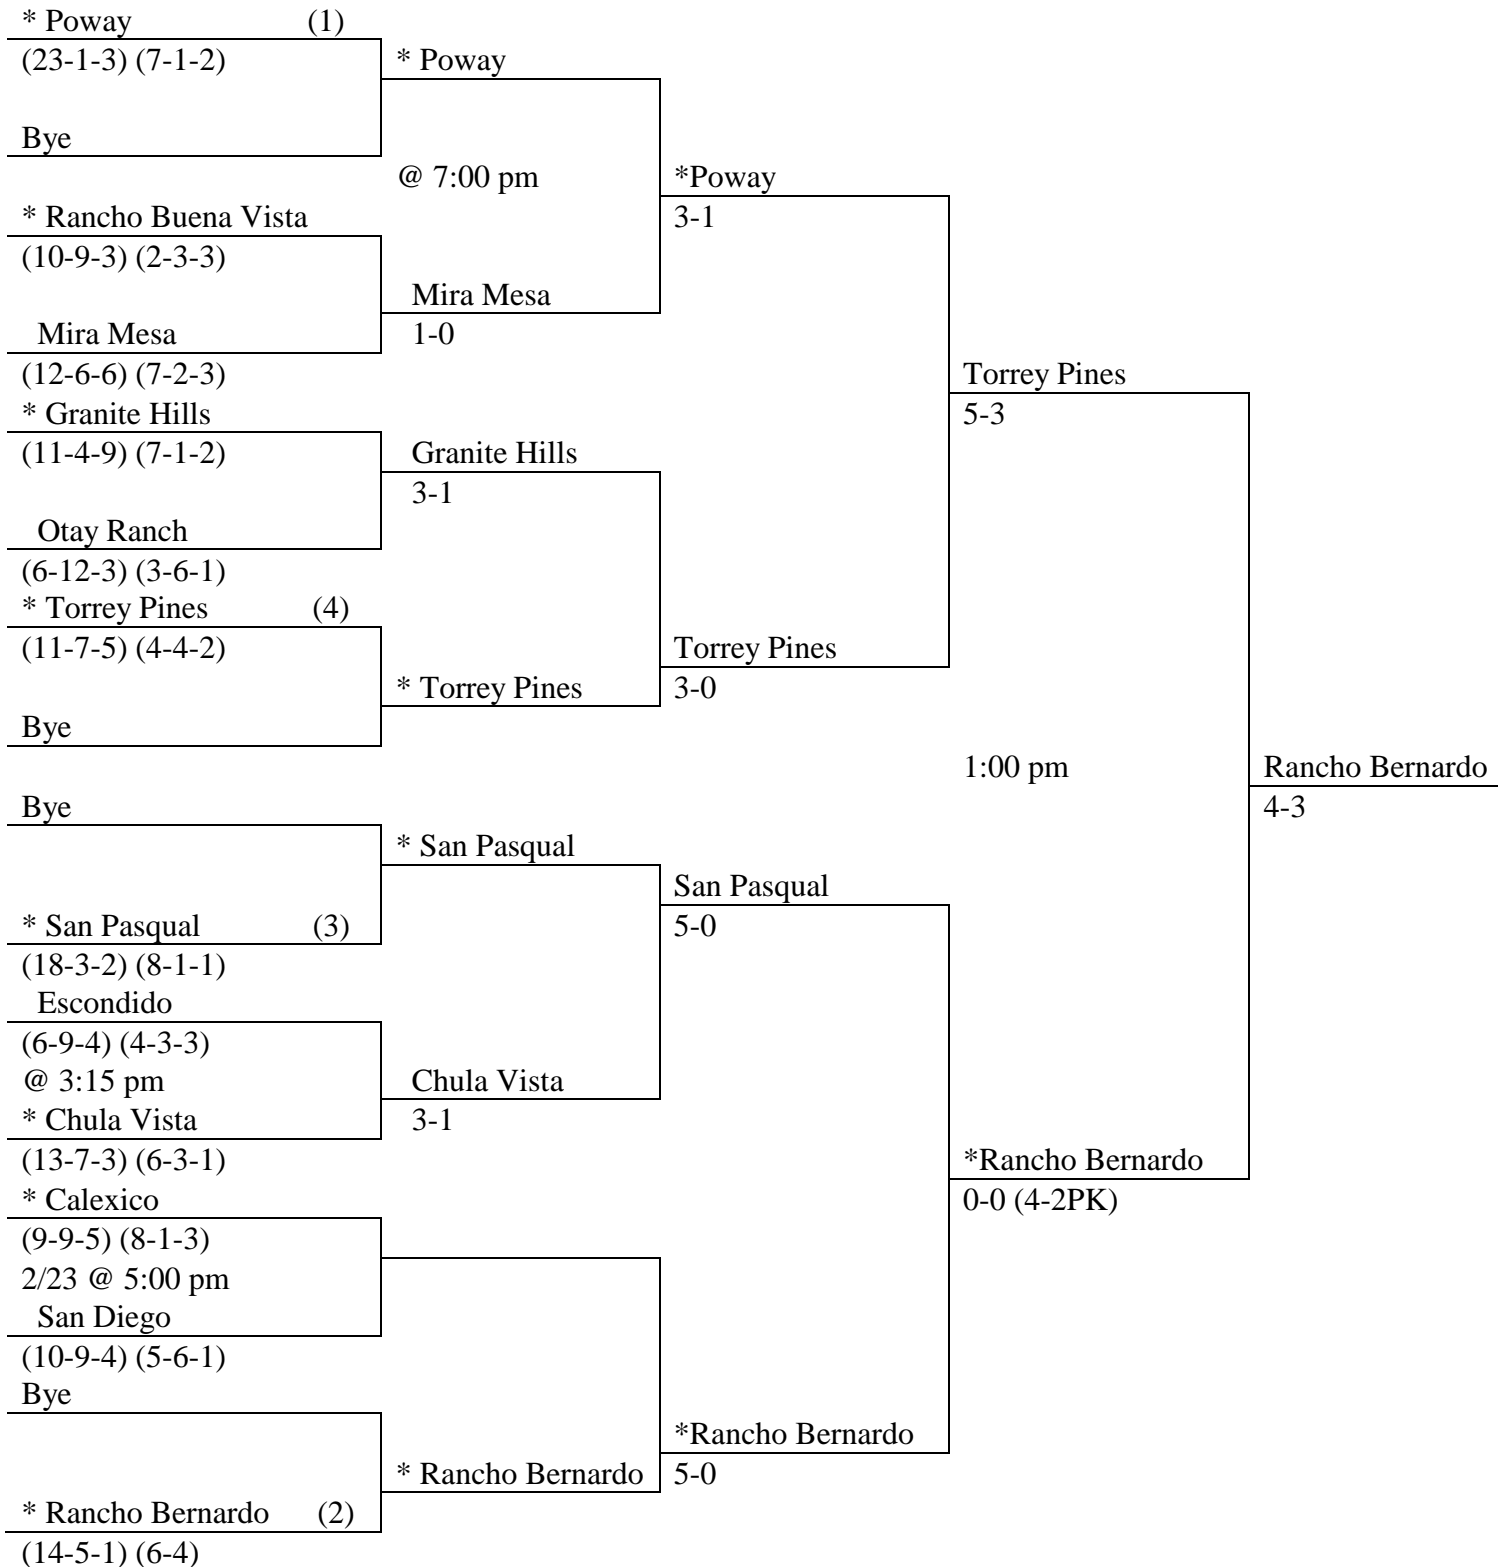 * Poway (1)
(23-1-3) (7-1-2)
Bye
* Rancho Buena Vista
(10-9-3) (2-3-3)
Mira Mesa
(12-6-6) (7-2-3)
* Granite Hills
(11-4-9) (7-1-2)
Otay Ranch
(6-12-3) (3-6-1)
* Torrey Pines (4)
(11-7-5) (4-4-2)
Bye
Bye
* San Pasqual (3)
(18-3-2) (8-1-1)
Escondido
(6-9-4) (4-3-3)
@ 3:15 pm
* Chula Vista
(13-7-3) (6-3-1)
* Calexico
(9-9-5) (8-1-3)
2/23 @ 5:00 pm
San Diego
(10-9-4) (5-6-1)
Bye
* Rancho Bernardo (2)
(14-5-1) (6-4)
* Poway
@ 7:00 pm
Mira Mesa
1-0
Granite Hills
3-1
* Torrey Pines
* San Pasqual
Chula Vista
3-1
* Rancho Bernardo
*Poway
3-1
Torrey Pines
3-0
San Pasqual
5-0
*Rancho Bernardo
5-0
Torrey Pines
5-3
1:00 pm
*Rancho Bernardo
0-0 (4-2PK)
Rancho Bernardo
4-3